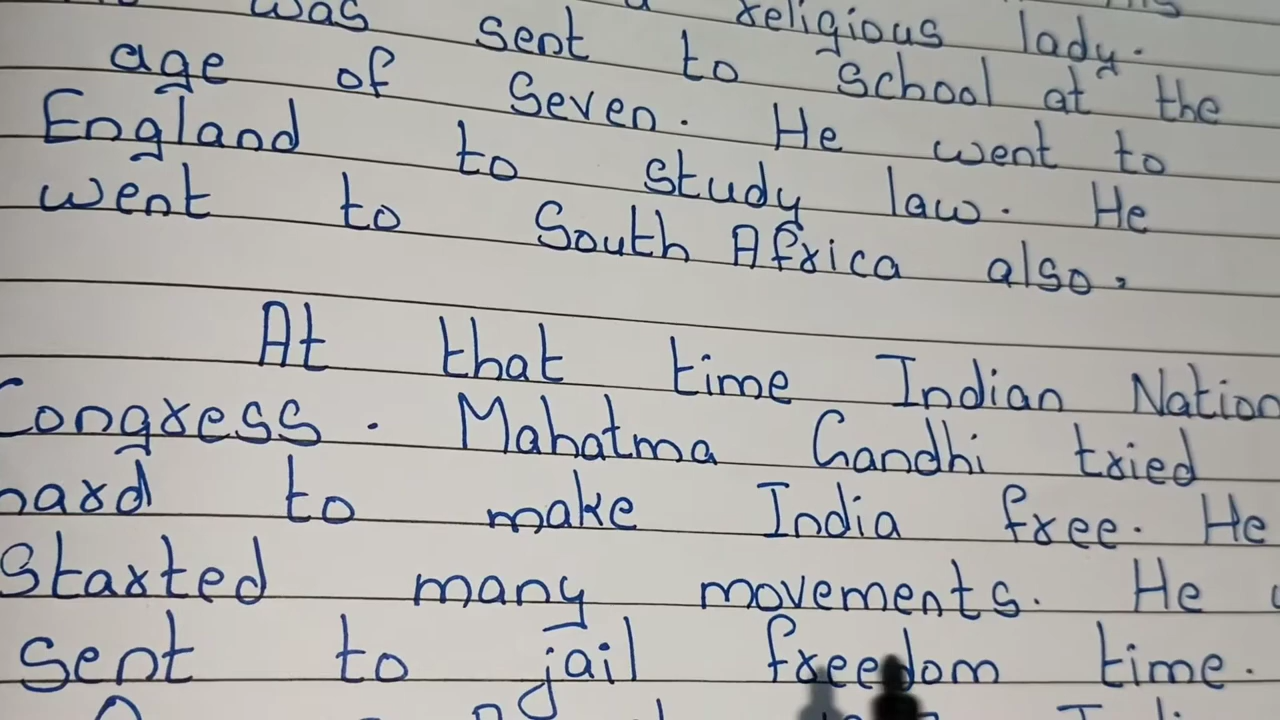 was a religious lady.
sent to school at the
age of Seven. He went to
England to study law. He
went to South Africa also.
At that time Indian Nation
Congress. Mahatma Gandhi tried
hard to make India free. He
Started many movements. He
Sent to jail freedom time.